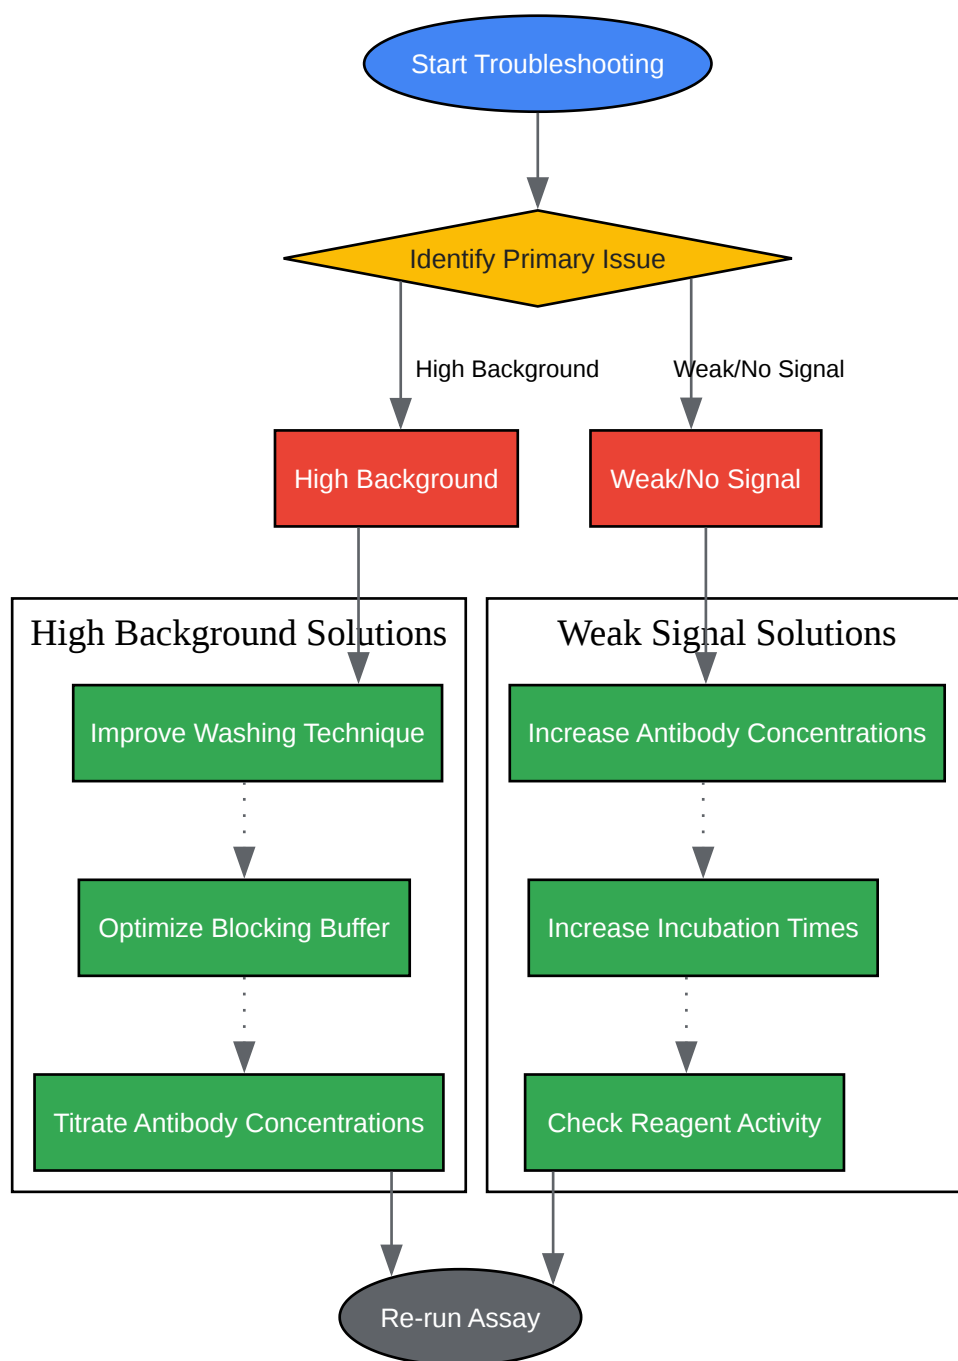 Start Troubleshooting
Identify Primary Issue
High Background
Weak/No Signal
High Background
Weak/No Signal
High Background Solutions
Weak Signal Solutions
Improve Washing Technique
Increase Antibody Concentrations
Optimize Blocking Buffer
Increase Incubation Times
Titrate Antibody Concentrations
Check Reagent Activity
Re-run Assay